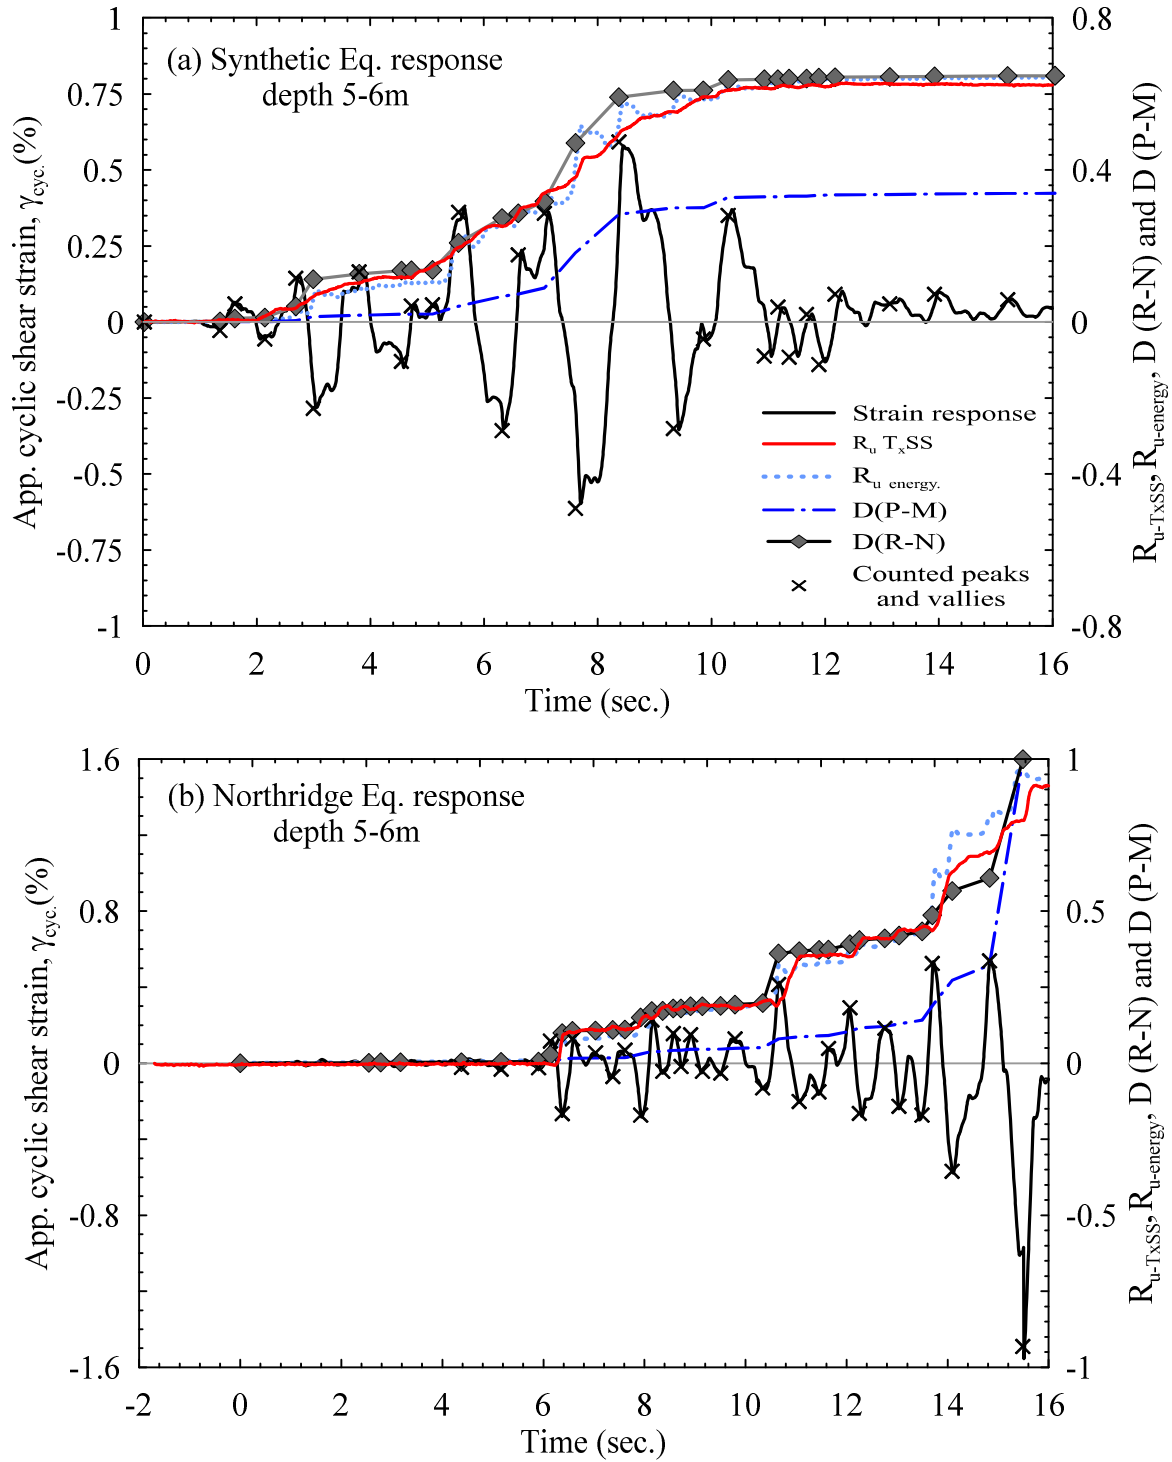 (a) Synthetic Eq. response
depth 5-6m
App. cyclic shear strain, γcyc.(%)
1
0.75
0.5
0.25
0
-0.25
-0.5
-0.75
-1
0.8
0.4
0
-0.4
-0.8
Ru-TxSS, Ru-energy, D (R-N) and D (P-M)
Strain response
Ru TxSS
Ru energy.
D(P-M)
D(R-N)
Counted peaks
and vallies
0 2 4 6 8 10 12 14 16
Time (sec.)
(b) Northridge Eq. response
depth 5-6m
App. cyclic shear strain, γcyc.(%)
1.6
0.8
0
-0.8
-1.6
1
0.5
0
-0.5
-1
Ru-TxSS, Ru-energy, D (R-N) and D (P-M)
-2 0 2 4 6 8 10 12 14 16
Time (sec.)